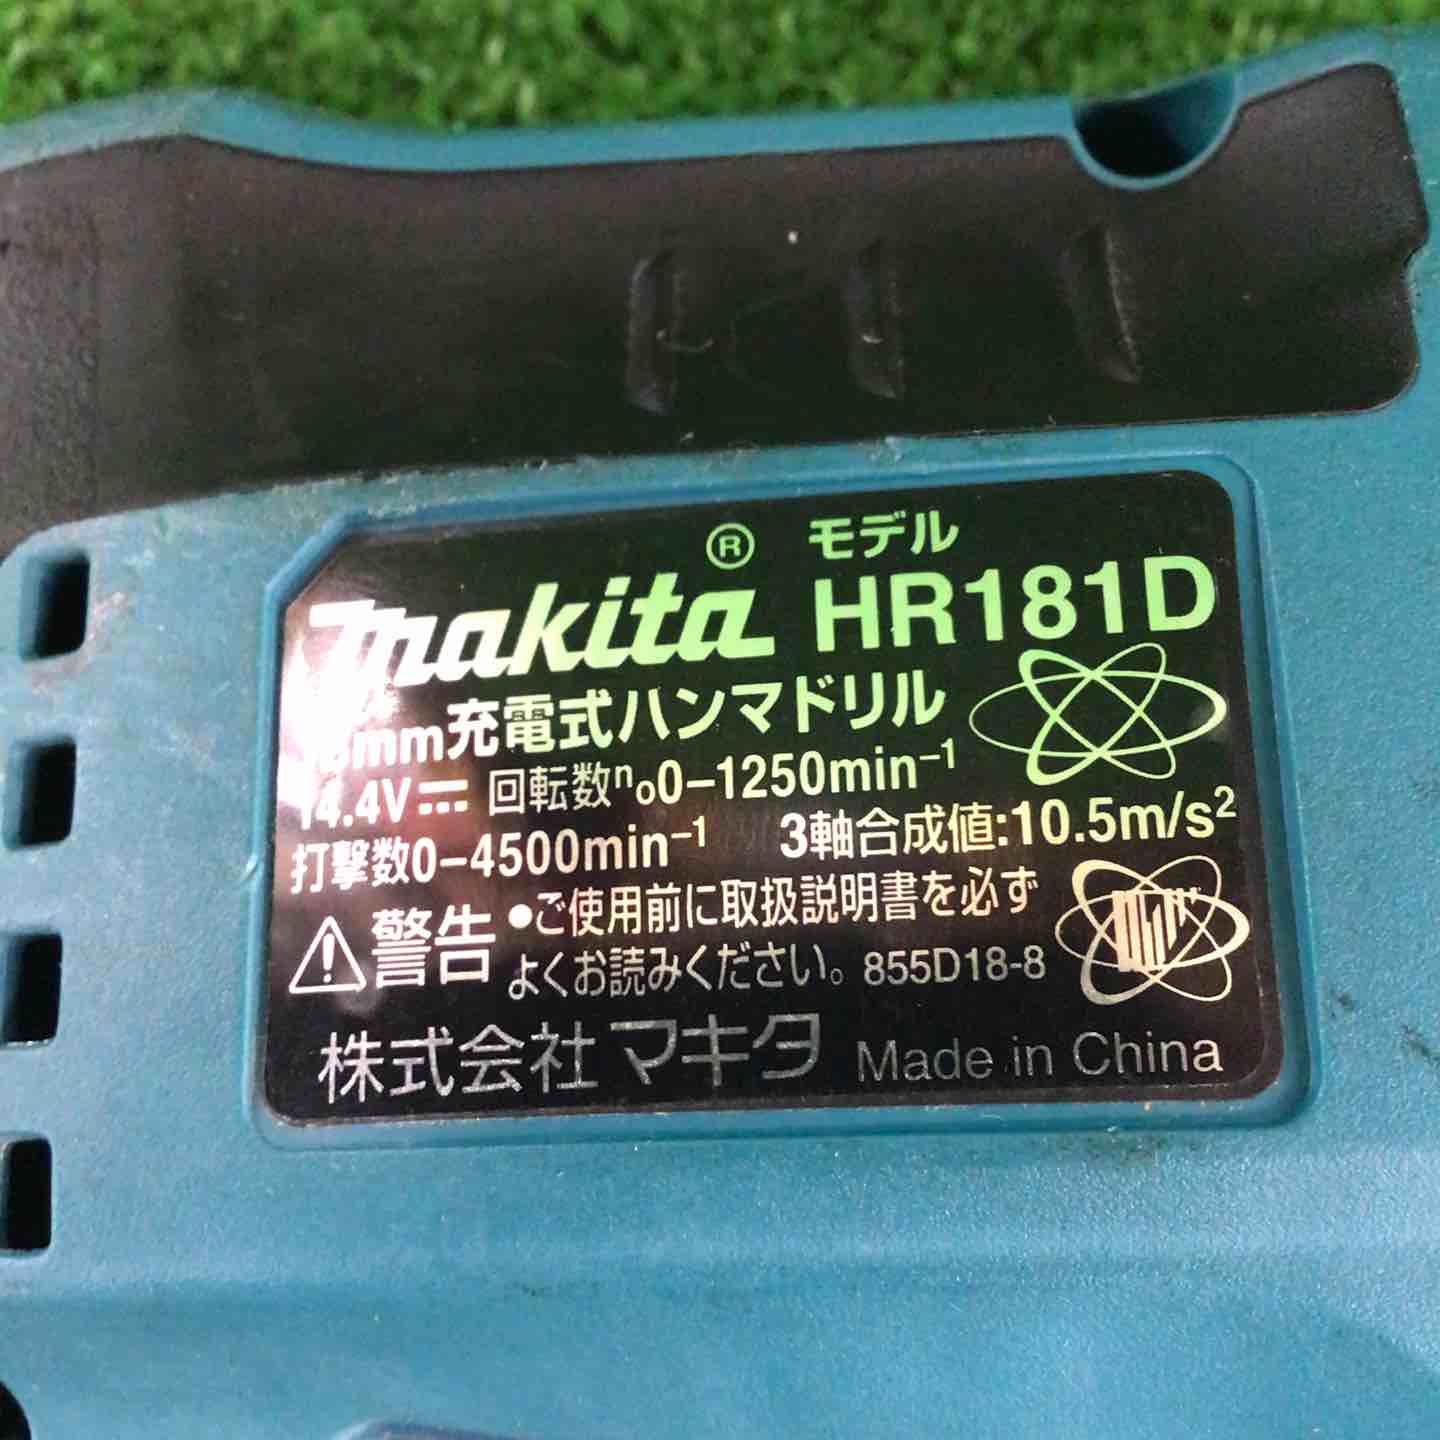 ® モデル
makita HR181D
18mm充電式ハンマドリル
14.4V⎓ 回転数n₀0−1250min⁻¹
打撃数0−4500min⁻¹ 3軸合成値:10.5m/s²
⚠警告 ●ご使用前に取扱説明書を必ず
よくお読みください。 855D18-8
株式会社マキタ Made in China